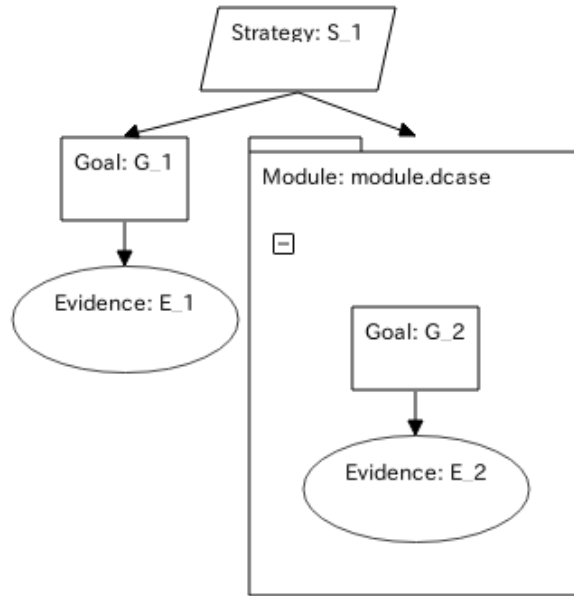 Strategy: S_1
Goal: G_1
Module: module.dcase
Evidence: E_1
Goal: G_2
Evidence: E_2